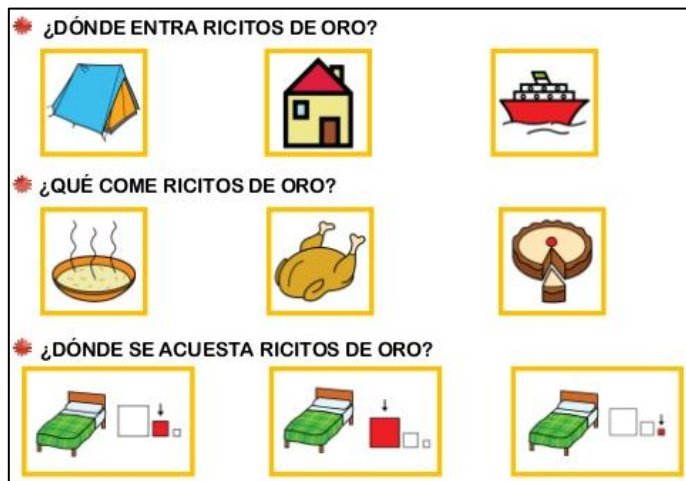 ¿DÓNDE ENTRA RICITOS DE ORO?
¿QUÉ COME RICITOS DE ORO?
¿DÓNDE SE ACUESTA RICITOS DE ORO?